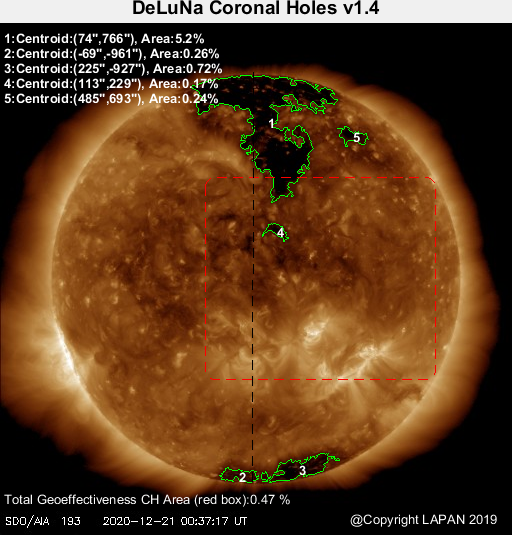 DeLuNa Coronal Holes v1.4
1:Centroid:(74",766"), Area:5.2%
2:Centroid:(-69",-961"), Area:0.26%
3:Centroid:(225",-927"), Area:0.72%
4:Centroid:(113",229"), Area:0.17%
5:Centroid:(485",693"), Area:0.24%
1
5
4
2
3
Total Geoeffectiveness CH Area (red box):0.47 %
SDO/AIA 193 2020-12-21 00:37:17 UT
@Copyright LAPAN 2019